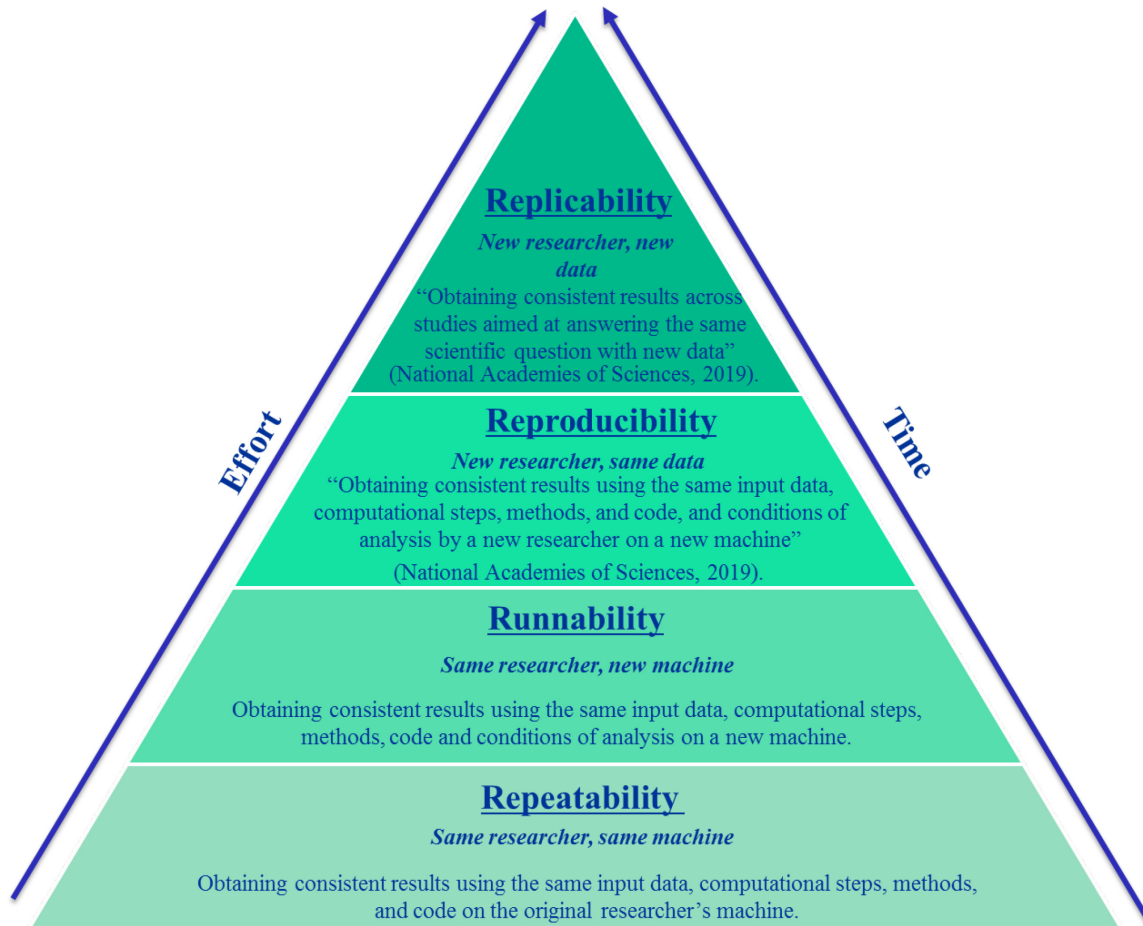 Replicability
New researcher, new
data
“Obtaining consistent results across
studies aimed at answering the same
scientific question with new data”
(National Academies of Sciences, 2019).
Effort
Time
Reproducibility
New researcher, same data
“Obtaining consistent results using the same input data,
computational steps, methods, and code, and conditions of
analysis by a new researcher on a new machine”
(National Academies of Sciences, 2019).
Runnability
Same researcher, new machine
Obtaining consistent results using the same input data, computational steps,
methods, code and conditions of analysis on a new machine.
Repeatability
Same researcher, same machine
Obtaining consistent results using the same input data, computational steps, methods,
and code on the original researcher’s machine.